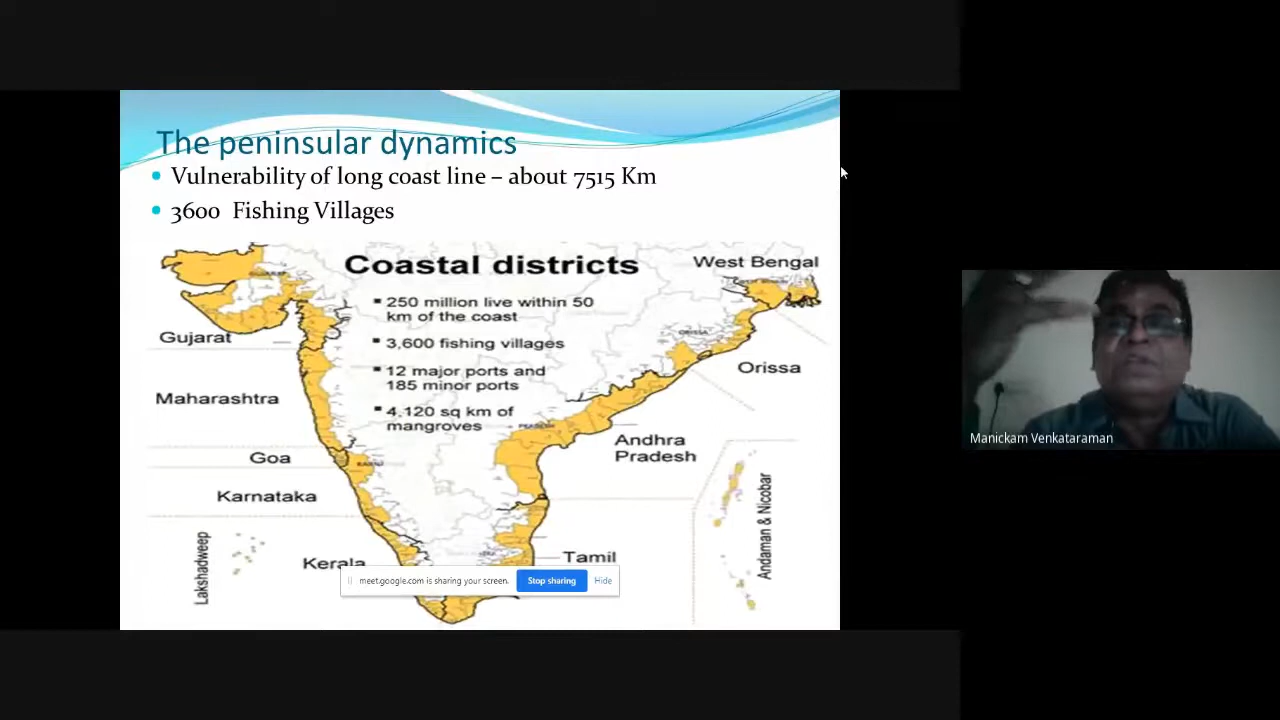 The peninsular dynamics
Vulnerability of long coast line – about 7515 Km
3600 Fishing Villages
Coastal districts
West Bengal
250 million live within 50
km of the coast
3,600 fishing villages
12 major ports and
185 minor ports
4,120 sq km of
mangroves
Gujarat
Maharashtra
Goa
Karnataka
Kerala
Lakshadweep
ORISSA
Orissa
PRADESH
Andhra
Pradesh
Tamil
Andaman & Nicobar
meet.google.com is sharing your screen.
Stop sharing
Hide
Manickam Venkataraman